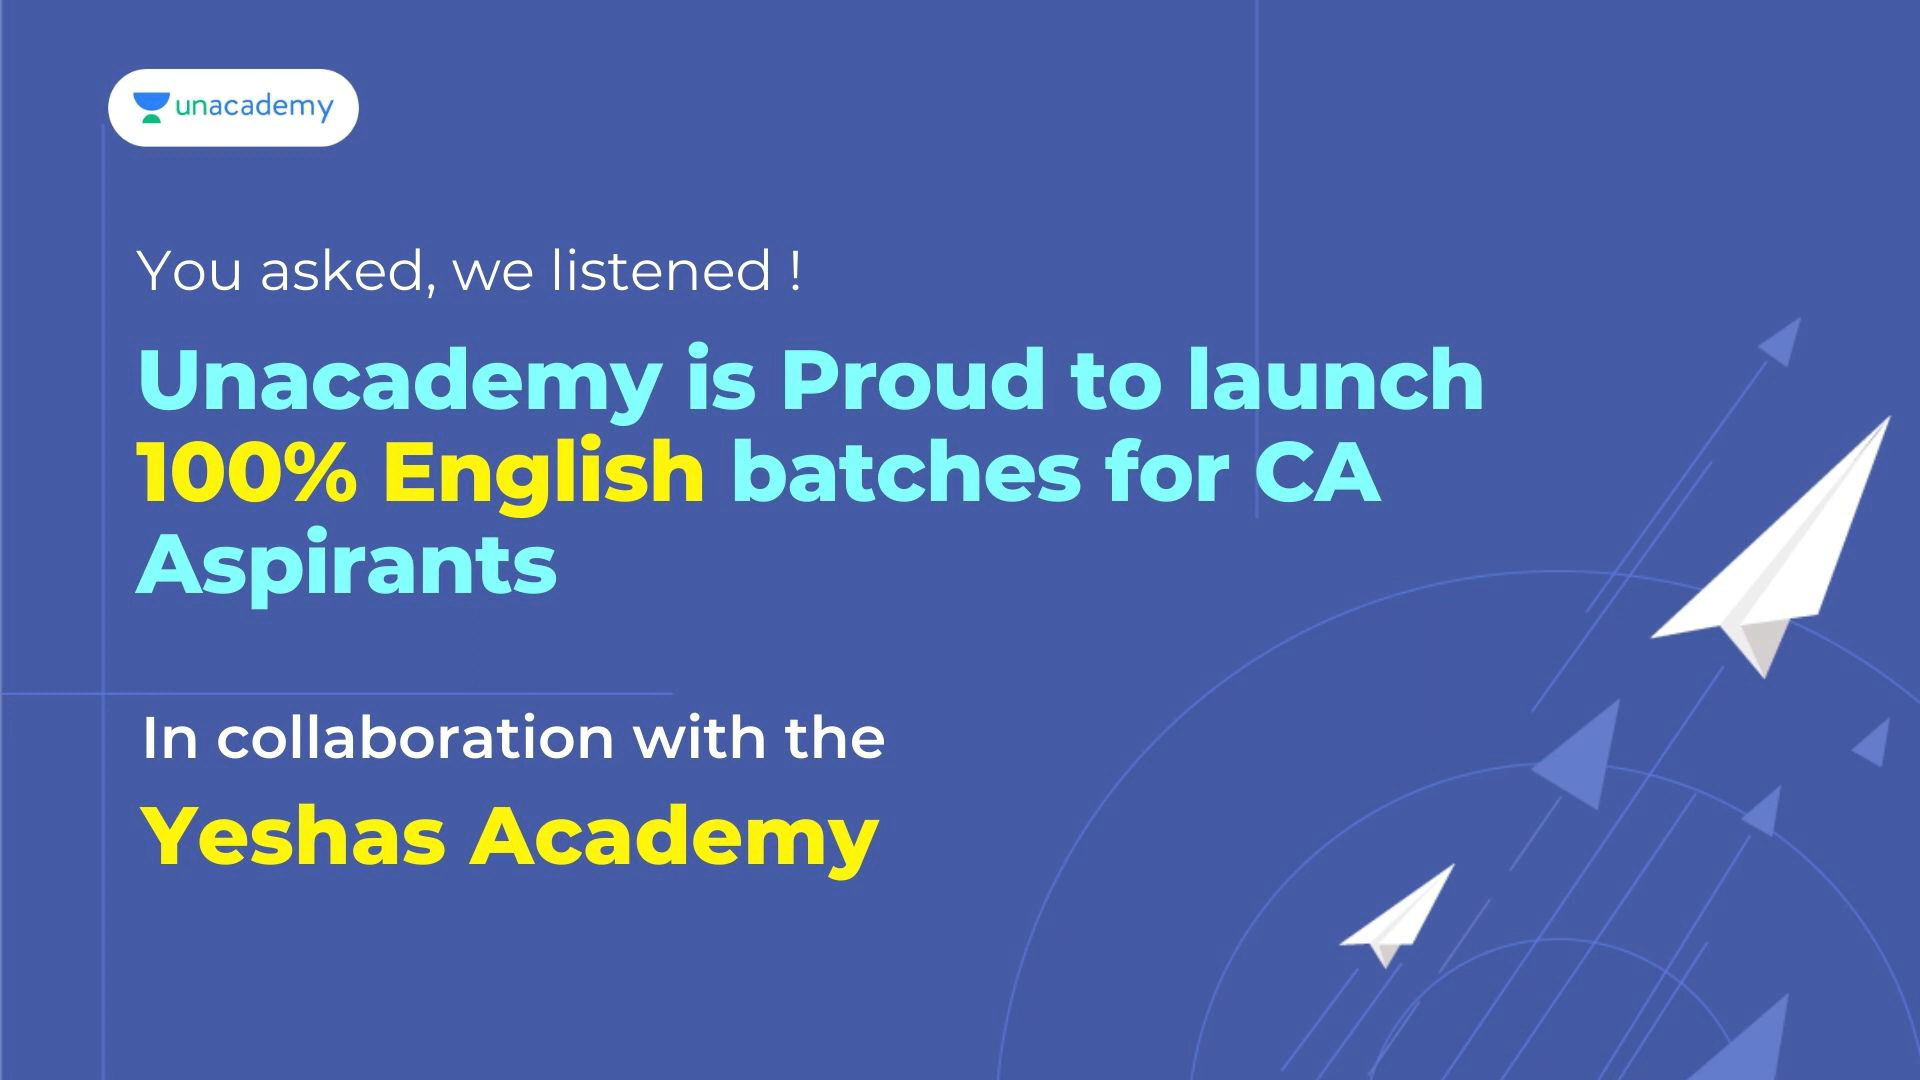 unacademy
You asked, we listened !
Unacademy is Proud to launch
100% English batches for CA
Aspirants
In collaboration with the
Yeshas Academy